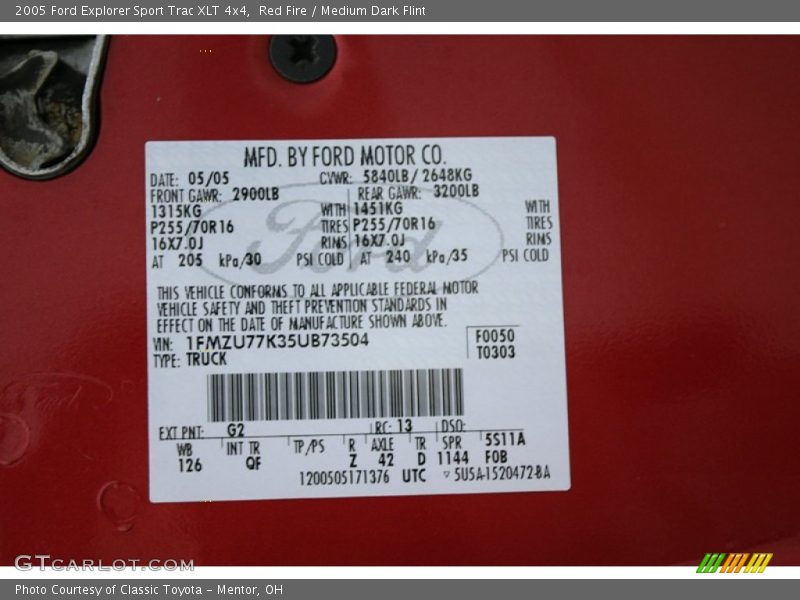 2005 Ford Explorer Sport Trac XLT 4x4, Red Fire / Medium Dark Flint
MFD. BY FORD MOTOR CO.
DATE: 05/05 GVWR: 5840LB/ 2648KG
FRONT GAWR: 2900LB REAR GAWR: 3200LB
1315KG WITH 1451KG WITH
P255/70R16 TIRES P255/70R16 TIRES
16X7.0J RIMS 16X7.0J RIMS
AT 205 kPa/30 PSI COLD AT 240 kPa/35 PSI COLD
Ford
THIS VEHICLE CONFORMS TO ALL APPLICABLE FEDERAL MOTOR
VEHICLE SAFETY AND THEFT PREVENTION STANDARDS IN
EFFECT ON THE DATE OF MANUFACTURE SHOWN ABOVE.
VIN: 1FMZU77K35UB73504 F0050
TYPE: TRUCK T0303
EXT PNT: G2 RC: 13 DSO:
WB INT TR TP/PS R AXLE TR SPR 5S11A
126 QF Z 42 D 1144 FOB
1200505171376 UTC ▽ 5U5A-1520472-BA
GTCARLOT.COM
Photo Courtesy of Classic Toyota - Mentor, OH